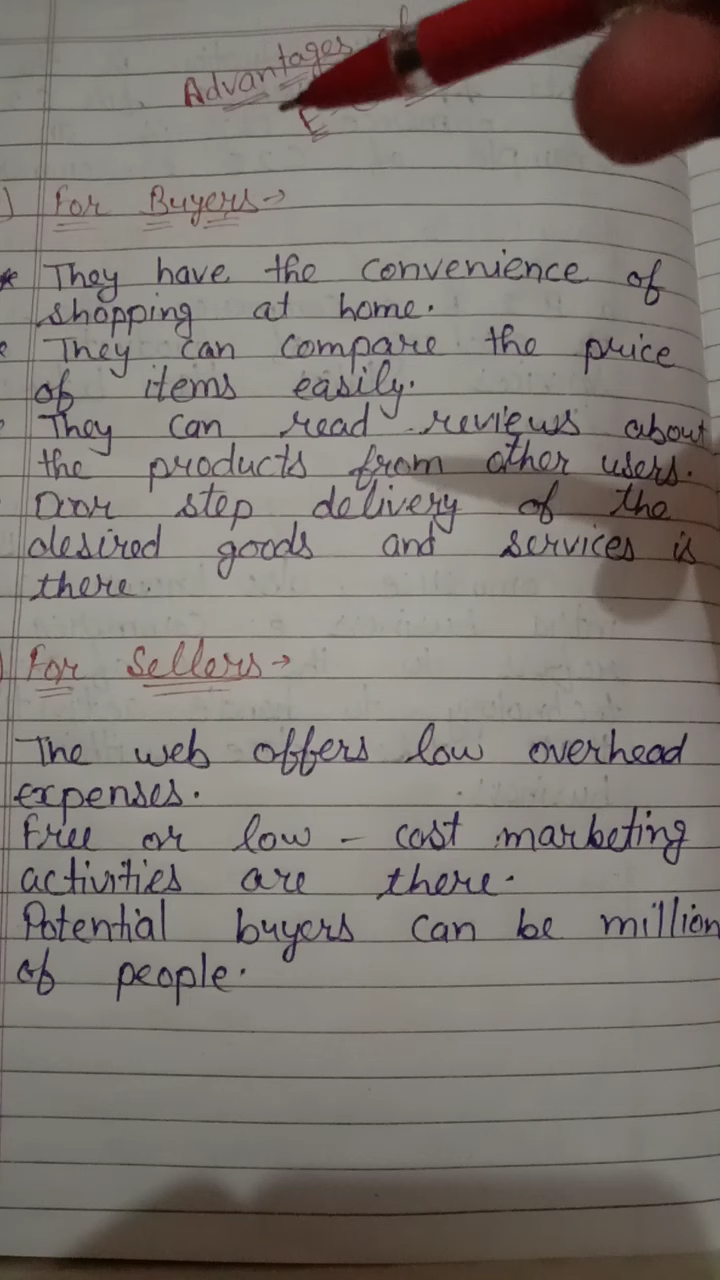 Advantages of
E-
For Buyers→
* They have the convenience of
shopping at home.
They can compare the price
of items easily.
They can read reviews about
the products from other users.
Door step delivery of the
desired goods and services is
there.
For Sellers→
The web offers low overhead
expenses.
Free or low - cost marketing
activities are there.
Potential buyers can be million
of people.